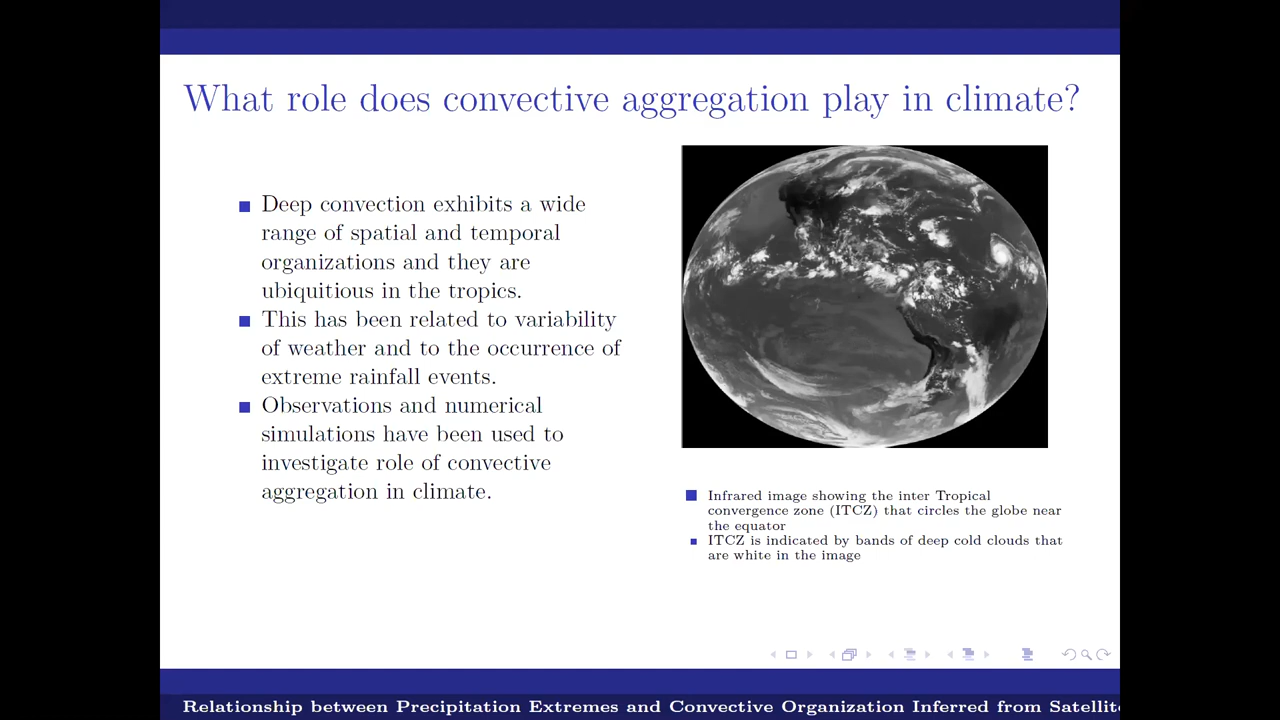 What role does convective aggregation play in climate?
Deep convection exhibits a wide
range of spatial and temporal
organizations and they are
ubiquitious in the tropics.
This has been related to variability
of weather and to the occurrence of
extreme rainfall events.
Observations and numerical
simulations have been used to
investigate role of convective
aggregation in climate.
Infrared image showing the inter Tropical
convergence zone (ITCZ) that circles the globe near
the equator
ITCZ is indicated by bands of deep cold clouds that
are white in the image
Relationship between Precipitation Extremes and Convective Organization Inferred from Satellite